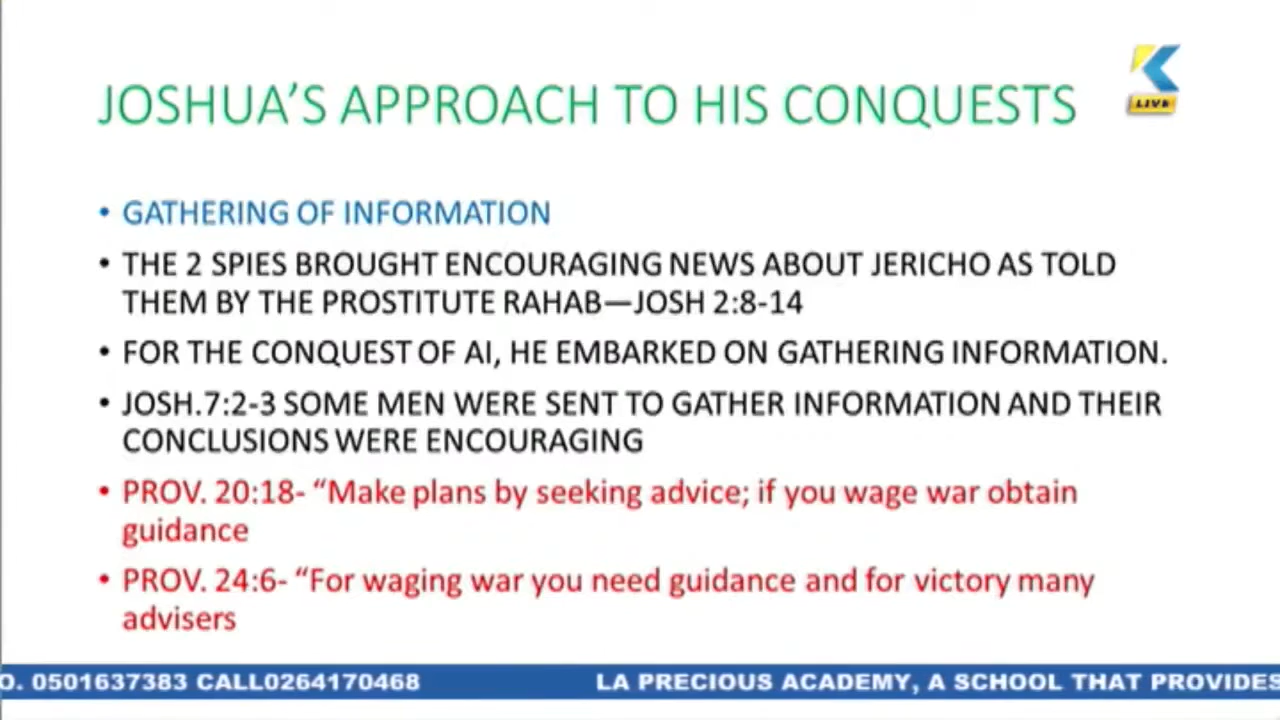 JOSHUA'S APPROACH TO HIS CONQUESTS
LIVE
• GATHERING OF INFORMATION
• THE 2 SPIES BROUGHT ENCOURAGING NEWS ABOUT JERICHO AS TOLD
THEM BY THE PROSTITUTE RAHAB—JOSH 2:8-14
• FOR THE CONQUEST OF AI, HE EMBARKED ON GATHERING INFORMATION.
• JOSH.7:2-3 SOME MEN WERE SENT TO GATHER INFORMATION AND THEIR
CONCLUSIONS WERE ENCOURAGING
• PROV. 20:18- “Make plans by seeking advice; if you wage war obtain
guidance
• PROV. 24:6- “For waging war you need guidance and for victory many
advisers
O. 0501637383 CALL0264170468 LA PRECIOUS ACADEMY, A SCHOOL THAT PROVIDES